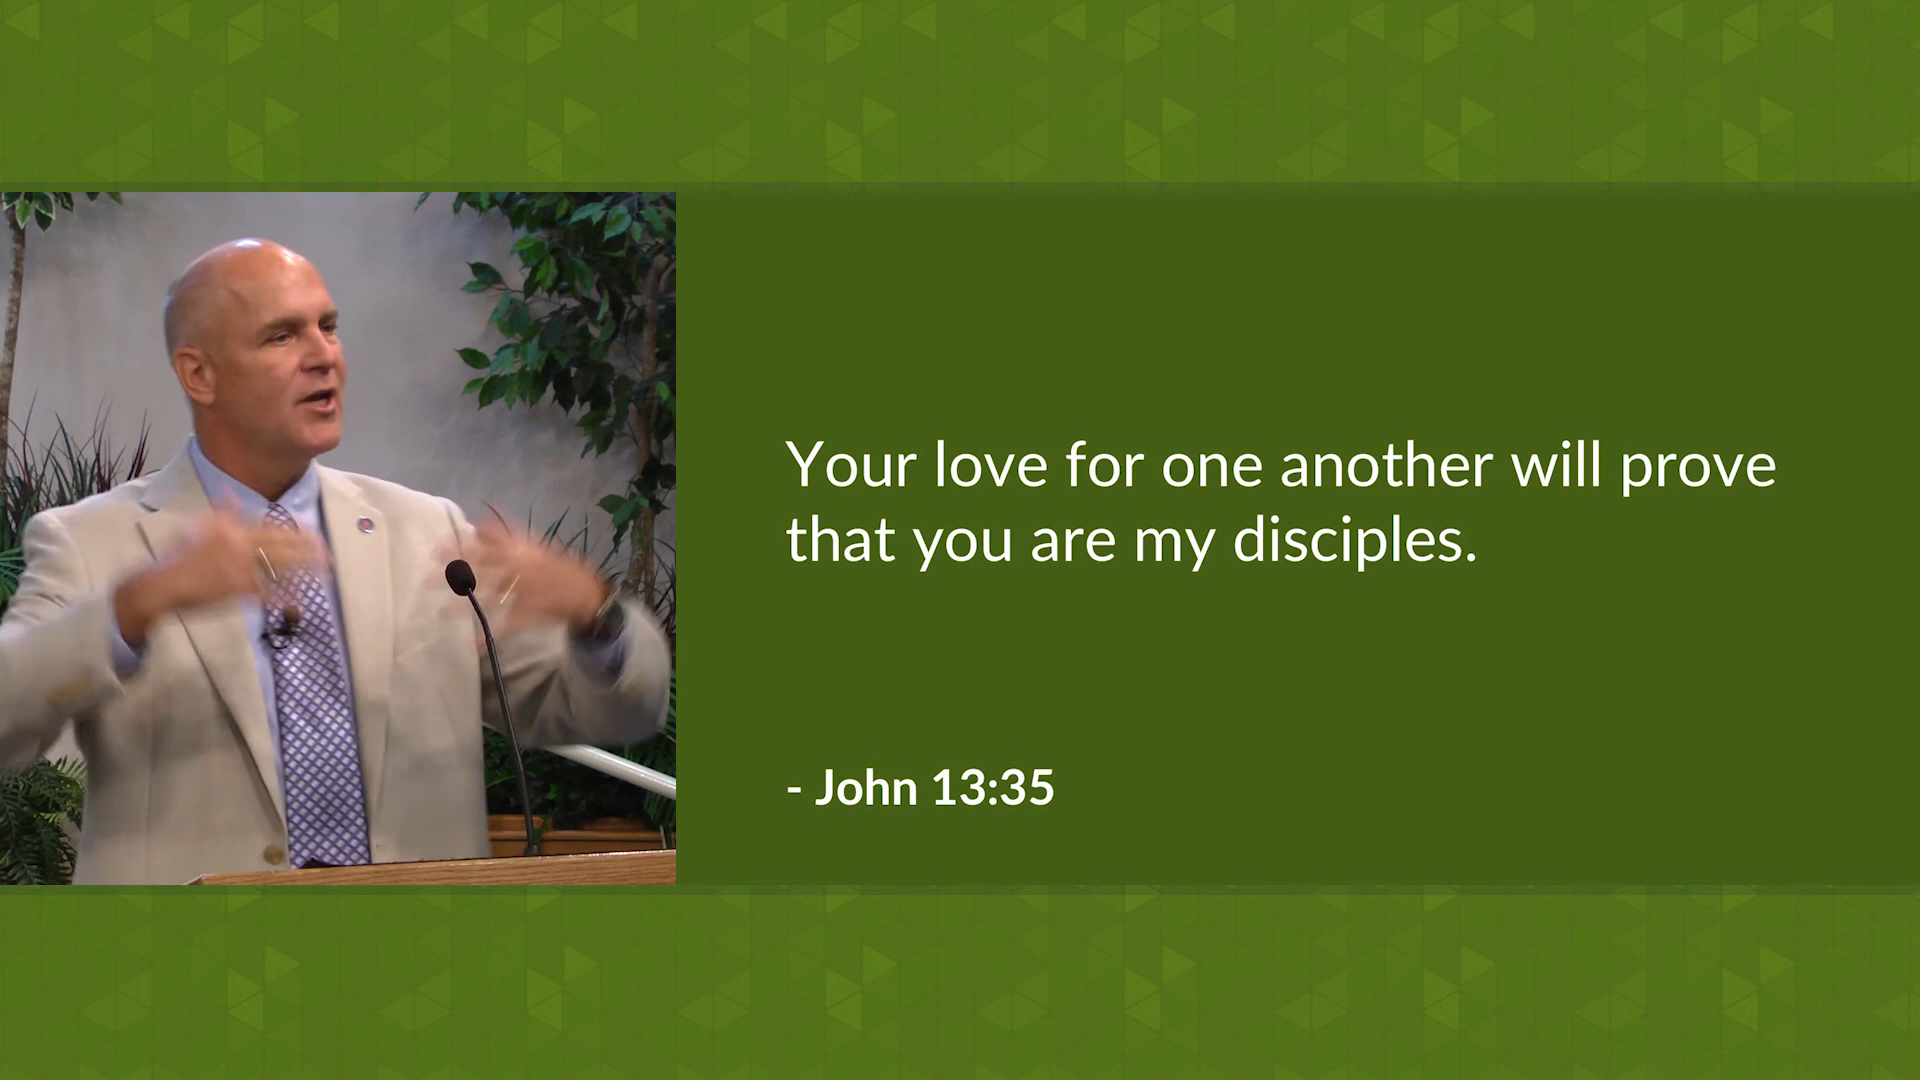 Your love for one another will prove
that you are my disciples.
- John 13:35